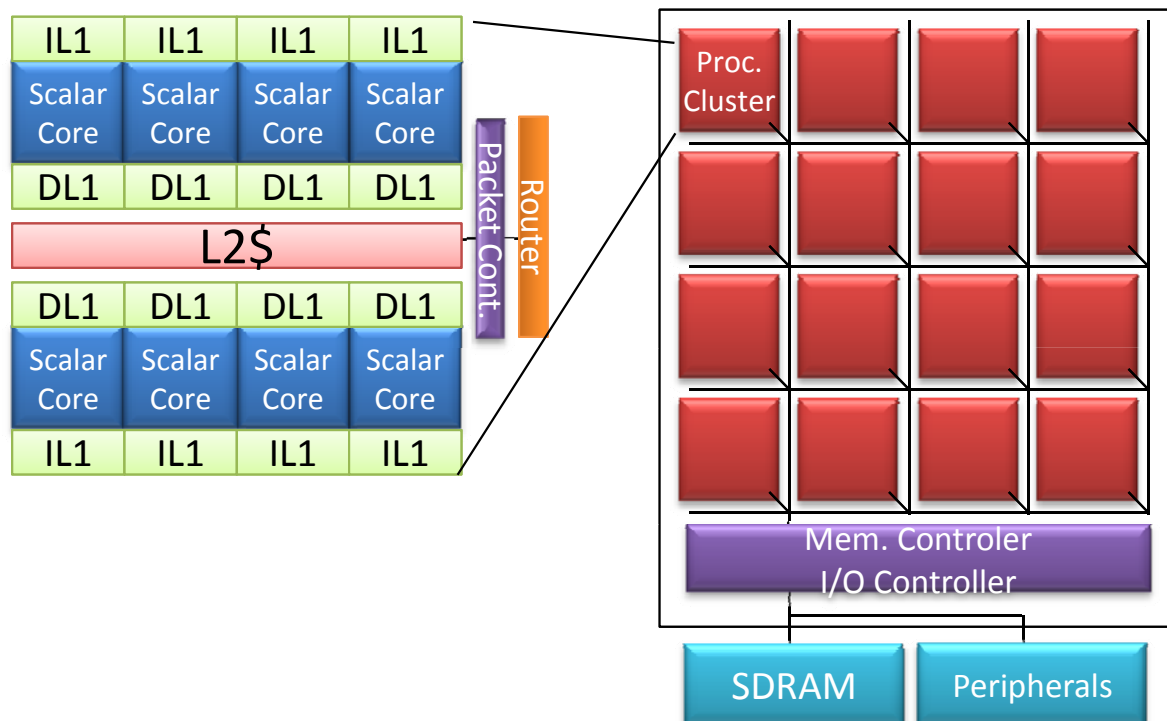 IL1 IL1 IL1 IL1
Scalar Core Scalar Core Scalar Core Scalar Core
DL1 DL1 DL1 DL1
L2$
DL1 DL1 DL1 DL1
Scalar Core Scalar Core Scalar Core Scalar Core
IL1 IL1 IL1 IL1
Packet Cont.
Router
Proc.
Cluster
Mem. Controler
I/O Controller
SDRAM
Peripherals